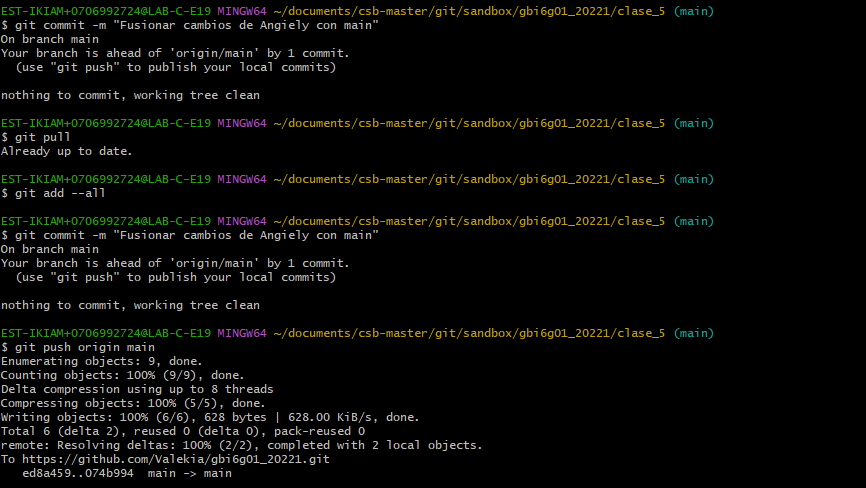 EST-IKIAM+0706992724@LAB-C-E19 MINGW64 ~/documents/csb-master/git/sandbox/gbi6g01_20221/clase_5 (main)
$ git commit -m "Fusionar cambios de Angiely con main"
On branch main
Your branch is ahead of 'origin/main' by 1 commit.
  (use "git push" to publish your local commits)

nothing to commit, working tree clean

EST-IKIAM+0706992724@LAB-C-E19 MINGW64 ~/documents/csb-master/git/sandbox/gbi6g01_20221/clase_5 (main)
$ git pull
Already up to date.

EST-IKIAM+0706992724@LAB-C-E19 MINGW64 ~/documents/csb-master/git/sandbox/gbi6g01_20221/clase_5 (main)
$ git add --all

EST-IKIAM+0706992724@LAB-C-E19 MINGW64 ~/documents/csb-master/git/sandbox/gbi6g01_20221/clase_5 (main)
$ git commit -m "Fusionar cambios de Angiely con main"
On branch main
Your branch is ahead of 'origin/main' by 1 commit.
  (use "git push" to publish your local commits)

nothing to commit, working tree clean

EST-IKIAM+0706992724@LAB-C-E19 MINGW64 ~/documents/csb-master/git/sandbox/gbi6g01_20221/clase_5 (main)
$ git push origin main
Enumerating objects: 9, done.
Counting objects: 100% (9/9), done.
Delta compression using up to 8 threads
Compressing objects: 100% (5/5), done.
Writing objects: 100% (6/6), 628 bytes | 628.00 KiB/s, done.
Total 6 (delta 2), reused 0 (delta 0), pack-reused 0
remote: Resolving deltas: 100% (2/2), completed with 2 local objects.
To https://github.com/Valekia/gbi6g01_20221.git
   ed8a459..074b994  main -> main